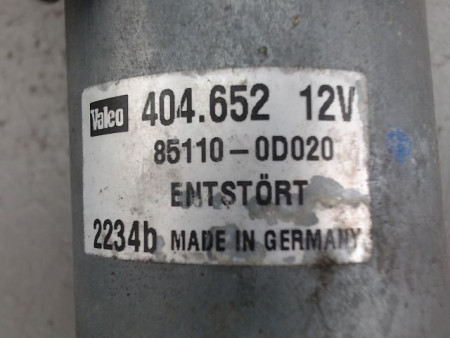 Valeo 404.652 12V
85110-0D020
ENTSTÖRT
2234b MADE IN GERMANY